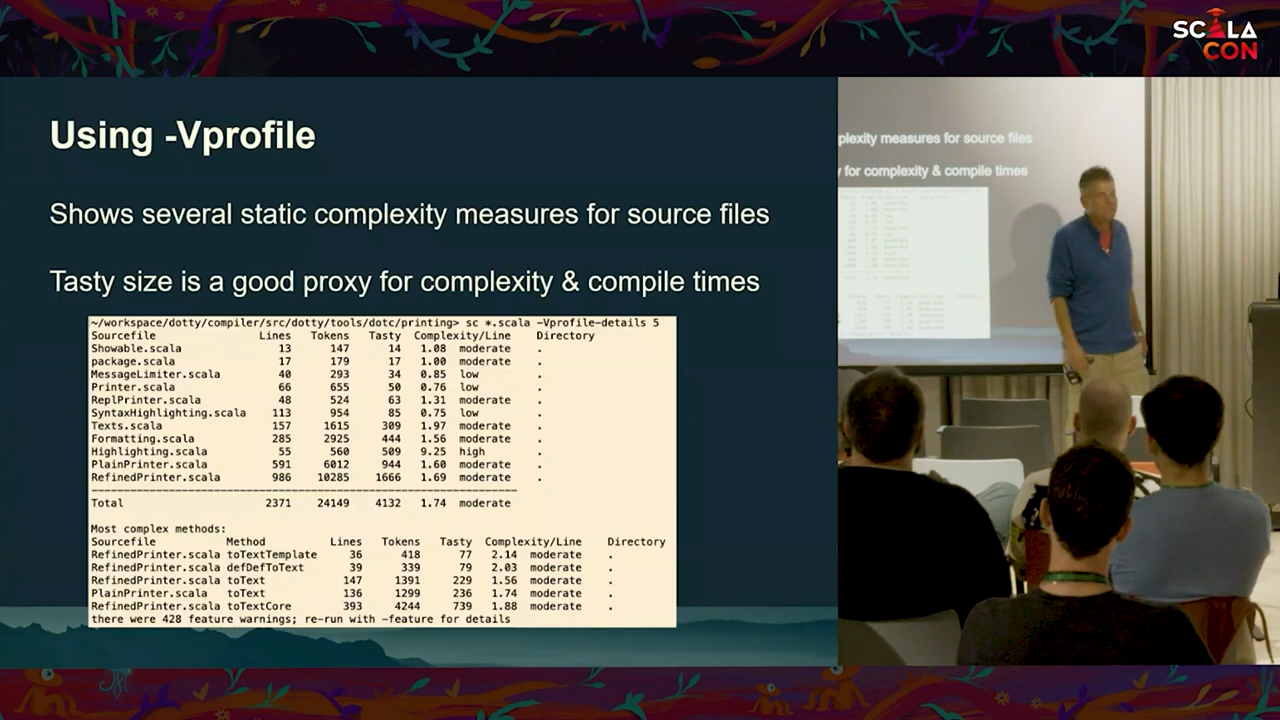 SCALA
CON
Using -Vprofile
Shows several static complexity measures for source files
Tasty size is a good proxy for complexity & compile times
~/workspace/dotty/compiler/src/dotty/tools/dotc/printing> sc *.scala -Vprofile-details 5
Sourcefile Lines Tokens Tasty Complexity/Line Directory
Showable.scala 13 147 14 1.08 moderate .
package.scala 17 179 17 1.00 moderate .
MessageLimiter.scala 40 293 34 0.85 low .
Printer.scala 66 655 50 0.76 low .
ReplPrinter.scala 48 524 63 1.31 moderate .
SyntaxHighlighting.scala 113 954 85 0.75 low .
Texts.scala 157 1615 309 1.97 moderate .
Formatting.scala 285 2925 444 1.56 moderate .
Highlighting.scala 55 560 509 9.25 high .
PlainPrinter.scala 591 6012 944 1.60 moderate .
RefinedPrinter.scala 986 10285 1666 1.69 moderate .
Total 2371 24149 4132 1.74 moderate
Most complex methods:
Sourcefile Method Lines Tokens Tasty Complexity/Line Directory
RefinedPrinter.scala toTextTemplate 36 418 77 2.14 moderate .
RefinedPrinter.scala defDefToText 39 339 79 2.03 moderate .
RefinedPrinter.scala toText 147 1391 229 1.56 moderate .
PlainPrinter.scala toText 136 1299 236 1.74 moderate .
RefinedPrinter.scala toTextCore 393 4244 739 1.88 moderate .
there were 428 feature warnings; re-run with -feature for details
plexity measures for source files
for complexity & compile times